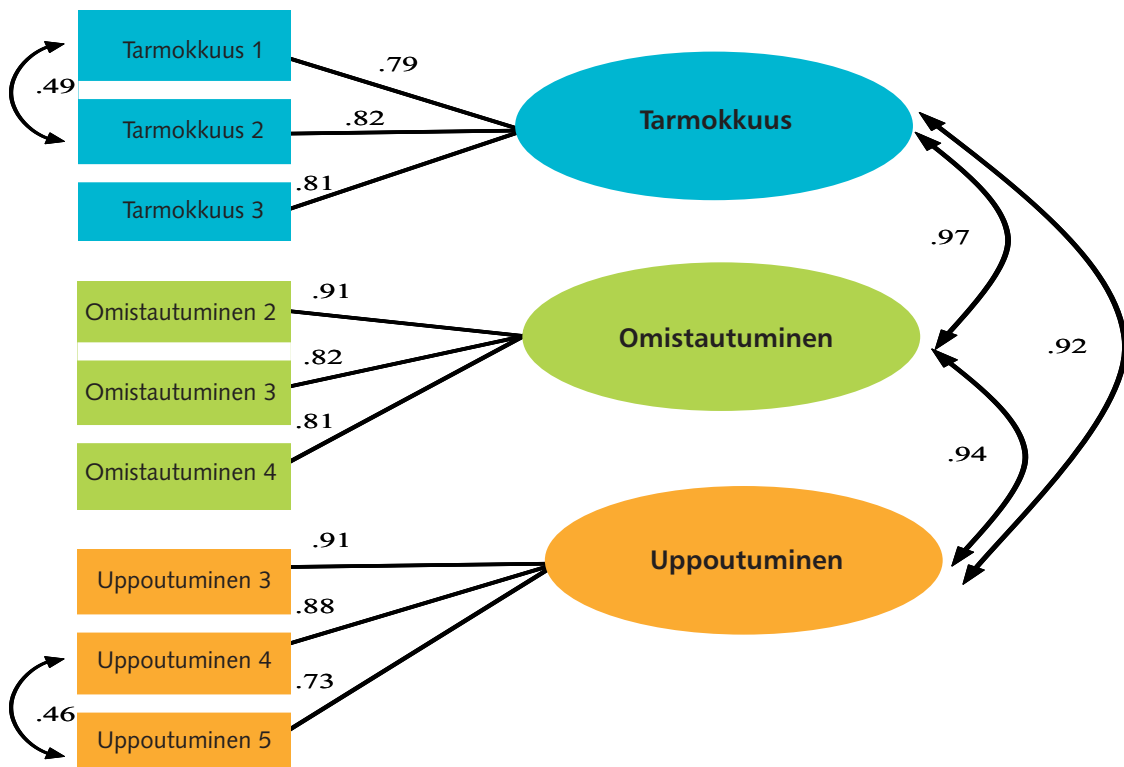 Tarmokkuus 1
.79
.49
Tarmokkuus 2
.82
Tarmokkuus
Tarmokkuus 3
.81
.97
Omistautuminen 2
.91
Omistautuminen
.92
Omistautuminen 3
.82
Omistautuminen 4
.81
.94
Uppoutuminen 3
.91
Uppoutuminen
Uppoutuminen 4
.88
.46
Uppoutuminen 5
.73